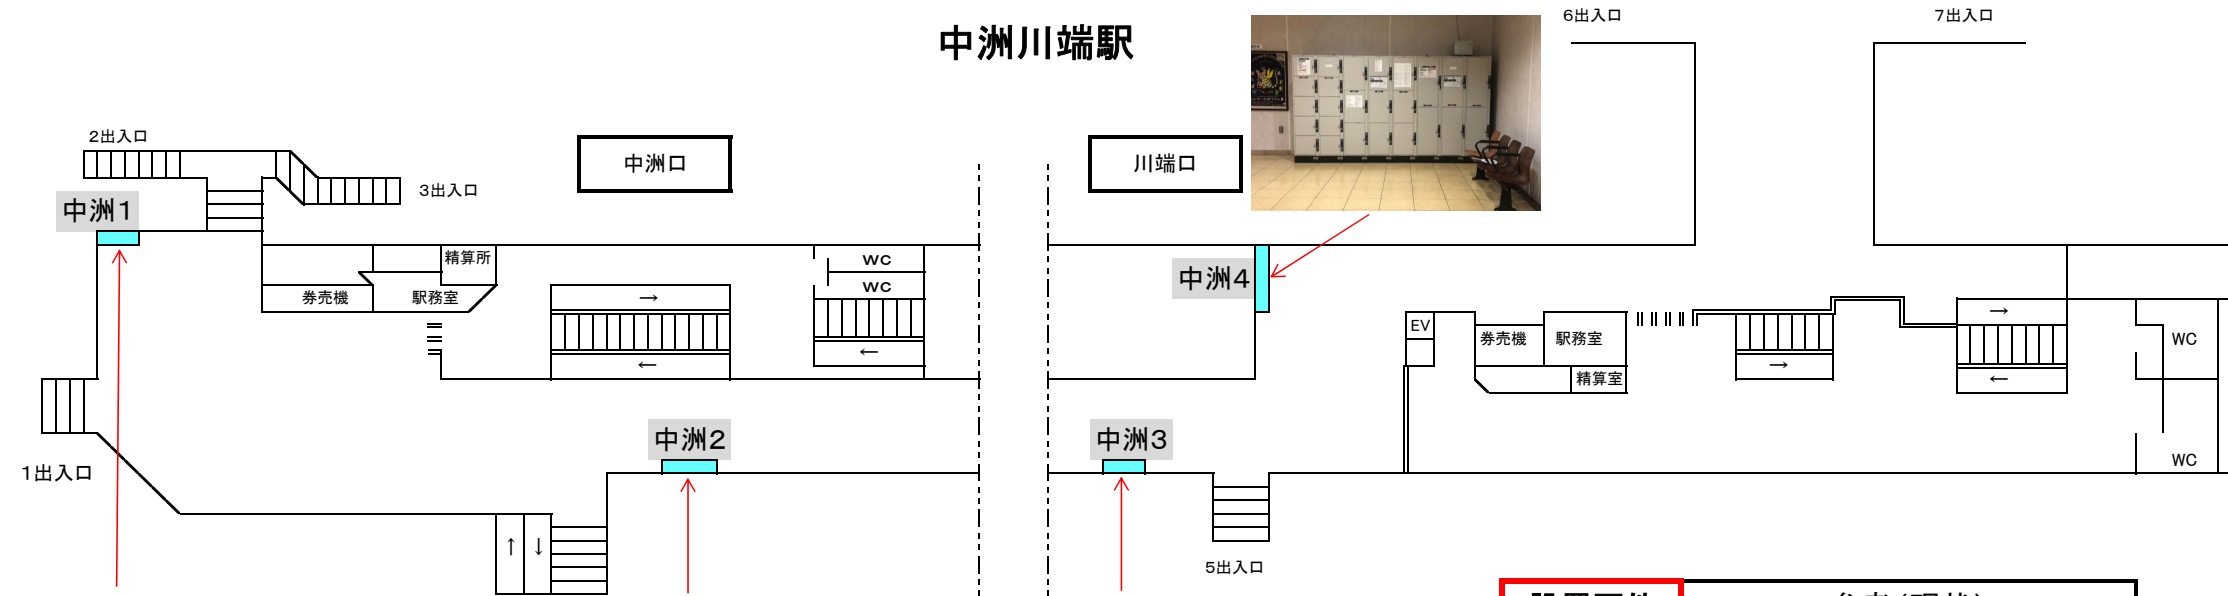 中洲川端駅
6出入口
7出入口
2出入口
中洲口
川端口
3出入口
中洲1
精算所
WC
WC
券売機
駅務室
→
←
←
中洲4
EV
券売機
駅務室
精算室
→
→
←
WC
WC
中洲2
中洲3
1出入口
↑
↓
5出入口